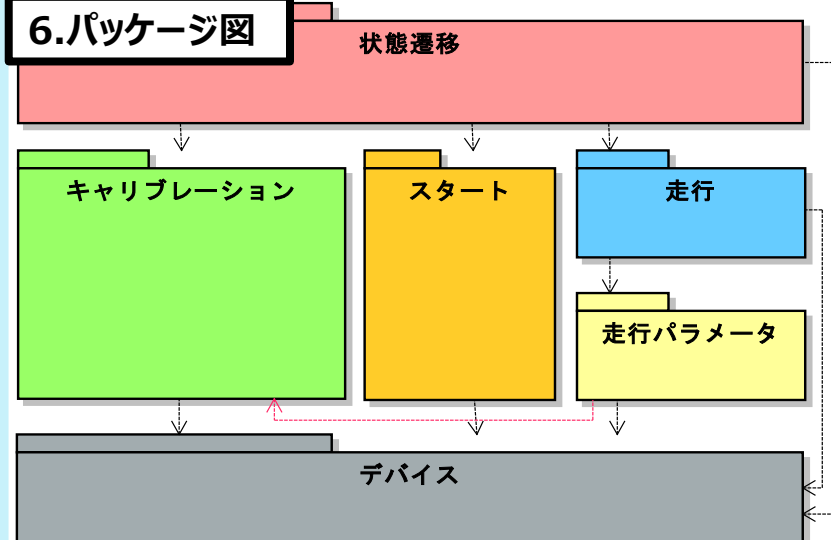 6.パッケージ図
状態遷移
キャリブレーション
スタート
走行
走行パラメータ
デバイス